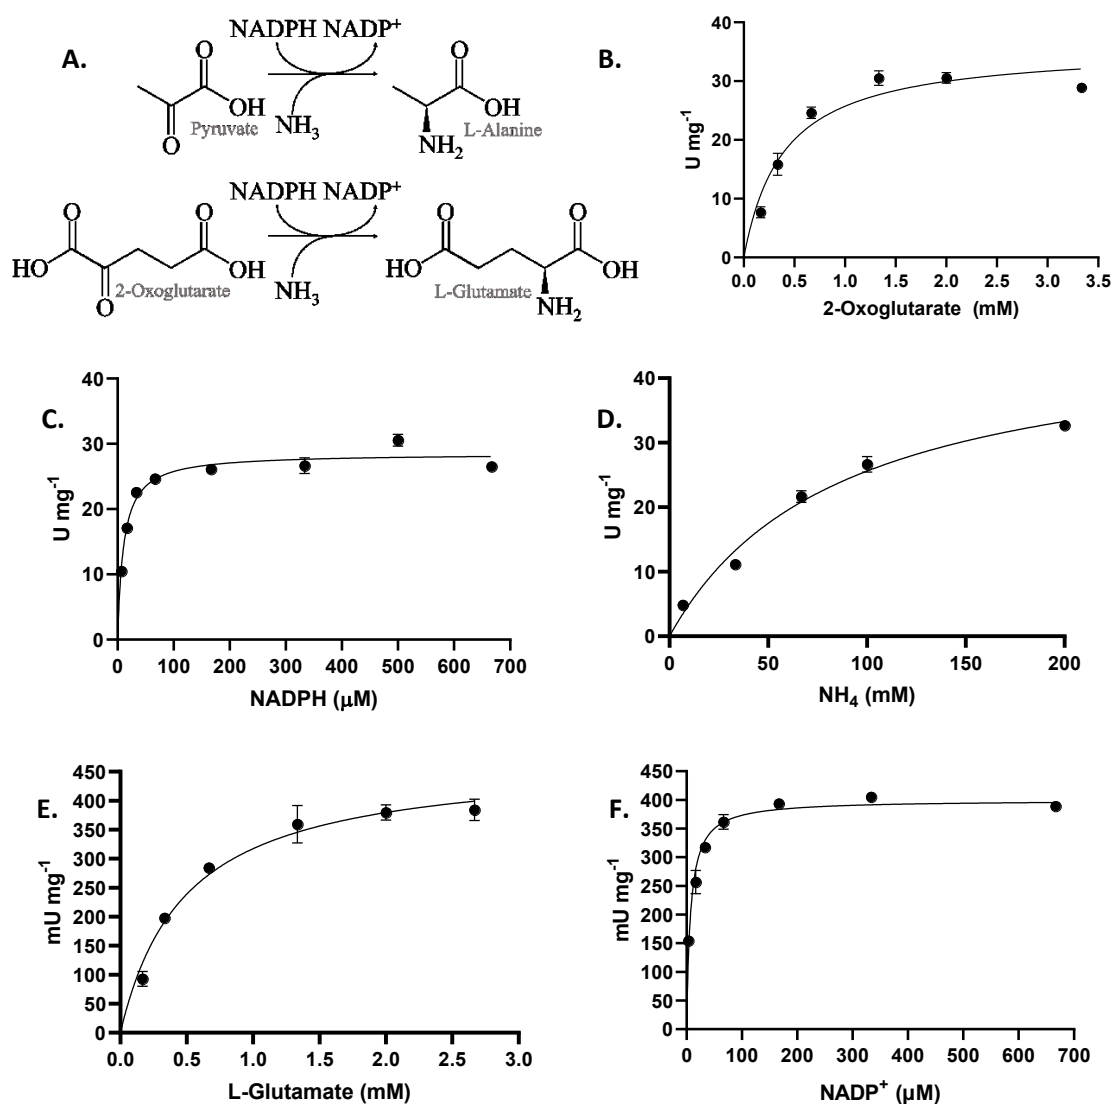 A.
NADPH NADP⁺
O
OH
O
Pyruvate
NH₃
O
OH
NH₂
L-Alanine
NADPH NADP⁺
O
O
HO
OH
O
2-Oxoglutarate
NH₃
O
O
HO
OH
L-Glutamate
NH₂
B.
U mg⁻¹
40
30
20
10
0
0.0 0.5 1.0 1.5 2.0 2.5 3.0 3.5
2-Oxoglutarate (mM)
C.
U mg⁻¹
40
30
20
10
0
0 100 200 300 400 500 600 700
NADPH (μM)
D.
U mg⁻¹
40
30
20
10
0
0 50 100 150 200
NH₄ (mM)
E.
mU mg⁻¹
450
400
350
300
250
200
150
100
50
0
0.0 0.5 1.0 1.5 2.0 2.5 3.0
L-Glutamate (mM)
F.
mU mg⁻¹
450
400
350
300
250
200
150
100
50
0
0 100 200 300 400 500 600 700
NADP⁺ (μM)